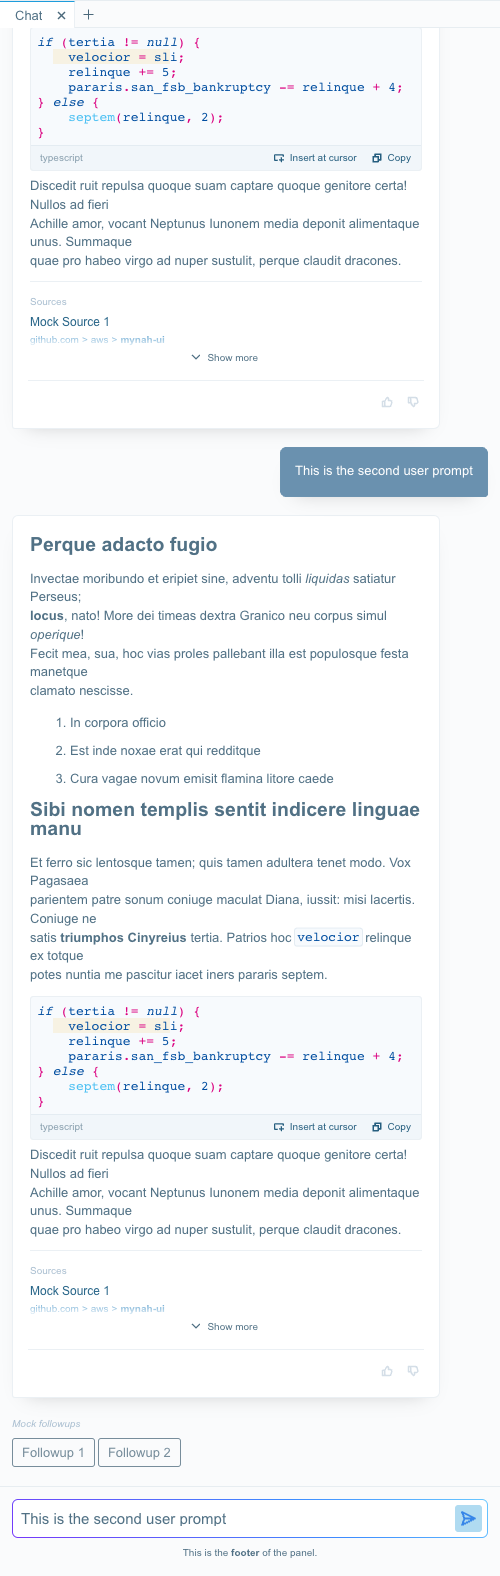 Chat
if (tertia != null) {
velocior = sli;
relinque += 5;
pararis.san_fsb_bankruptcy -= relinque + 4;
} else {
septem(relinque, 2);
}
typescript Insert at cursor Copy
Discedit ruit repulsa quoque suam captare quoque genitore certa!
Nullos ad fieri
Achille amor, vocant Neptunus Iunonem media deponit alimentaque
unus. Summaque
quae pro habeo virgo ad nuper sustulit, perque claudit dracones.
Sources
Mock Source 1
github.com > aws > mynah-ui
Show more
This is the second user prompt
Perque adacto fugio
Invectae moribundo et eripiet sine, adventu tolli liquidas satiatur
Perseus;
locus, nato! More dei timeas dextra Granico neu corpus simul
operique!
Fecit mea, sua, hoc vias proles pallebant illa est populosque festa
manetque
clamato nescisse.
1. In corpora officio
2. Est inde noxae erat qui redditque
3. Cura vagae novum emisit flamina litore caede
Sibi nomen templis sentit indicere linguae
manu
Et ferro sic lentosque tamen; quis tamen adultera tenet modo. Vox
Pagasaea
parientem patre sonum coniuge maculat Diana, iussit: misi lacertis.
Coniuge ne
satis triumphos Cinyreius tertia. Patrios hoc velocior relinque
ex totque
potes nuntia me pascitur iacet iners pararis septem.
if (tertia != null) {
velocior = sli;
relinque += 5;
pararis.san_fsb_bankruptcy -= relinque + 4;
} else {
septem(relinque, 2);
}
typescript Insert at cursor Copy
Discedit ruit repulsa quoque suam captare quoque genitore certa!
Nullos ad fieri
Achille amor, vocant Neptunus Iunonem media deponit alimentaque
unus. Summaque
quae pro habeo virgo ad nuper sustulit, perque claudit dracones.
Sources
Mock Source 1
github.com > aws > mynah-ui
Show more
Mock followups
Followup 1 Followup 2
This is the second user prompt
This is the footer of the panel.